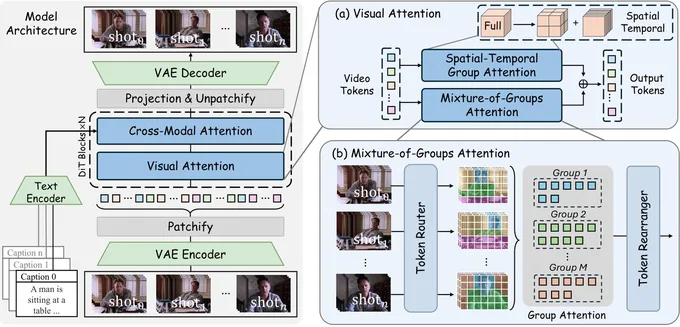 Model
Architecture
shot0
shot1
...
shotn
VAE Decoder
Projection & Unpatchify
Cross-Modal Attention
Visual Attention
DiT Blocks ×N
Text
Encoder
... ... ... ...
Patchify
VAE Encoder
Caption n
Caption 1
Caption 0
A man is
sitting at a
table ...
shot0
shot1
...
shotn
(a) Visual Attention
Full
+
Spatial
Temporal
Video
Tokens
...
Spatial-Temporal
Group Attention
Mixture-of-Groups
Attention
...
Output
Tokens
(b) Mixture-of-Groups Attention
shot0
shot1
...
shotn
Token Router
...
Group 1
Group 2
...
Group M
Group Attention
Token Rearranger